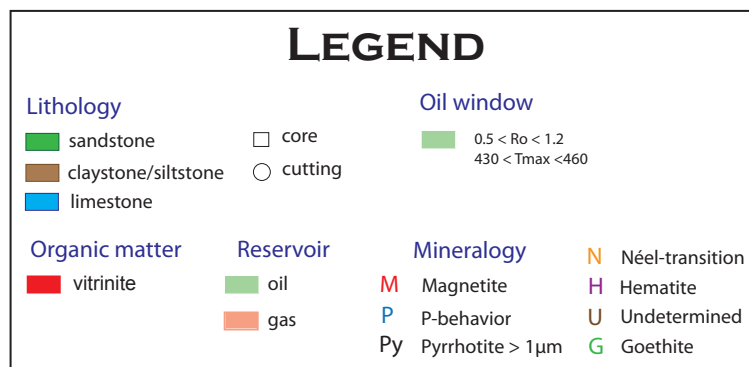 LEGEND
Lithology
sandstone
claystone/siltstone
limestone
core
cutting
Oil window
0.5 < Ro < 1.2
430 < Tmax <460
Organic matter
vitrinite
Reservoir
oil
gas
Mineralogy
M Magnetite
P P-behavior
Py Pyrrhotite > 1µm
N Néel-transition
H Hematite
U Undetermined
G Goethite